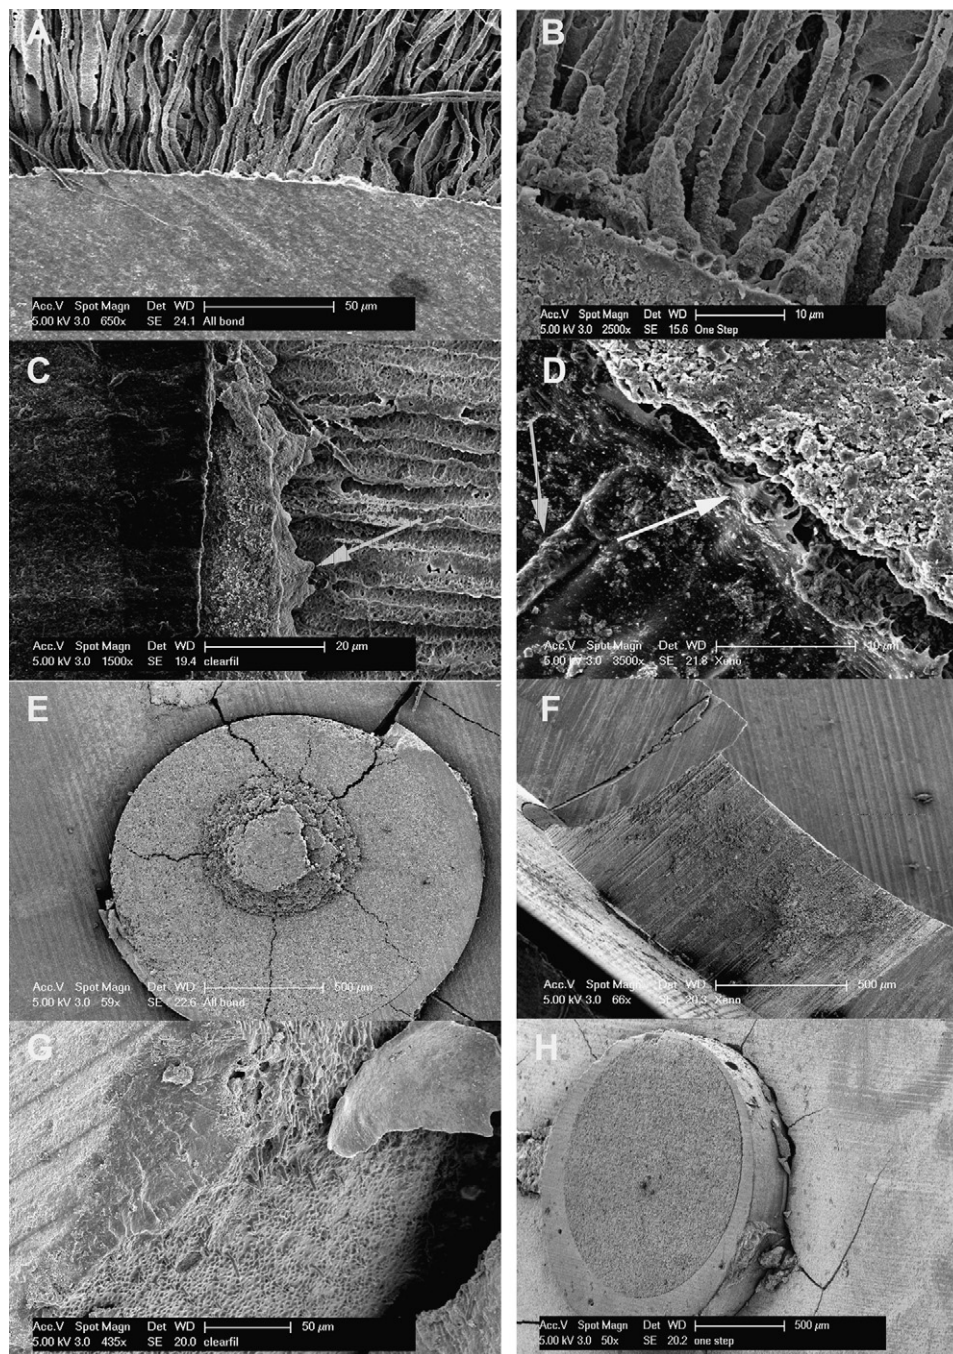 A
Acc.V Spot Magn Det WD 50 µm
5.00 kV 3.0 650x SE 24.1 All bond
B
Acc.V Spot Magn Det WD 10 µm
5.00 kV 3.0 2500x SE 15.6 One Step
C
Acc.V Spot Magn Det WD 20 µm
5.00 kV 3.0 1500x SE 19.4 clearfil
D
Acc.V Spot Magn Det WD 10 µm
5.00 kV 3.0 3500x SE 21.8 Xeno
E
Acc.V Spot Magn Det WD 500 µm
5.00 kV 3.0 59x SE 22.6 All bond
F
Acc.V Spot Magn Det WD 500 µm
5.00 kV 3.0 66x SE 20.3 Xeno
G
Acc.V Spot Magn Det WD 50 µm
5.00 kV 3.0 435x SE 20.0 clearfil
H
Acc.V Spot Magn Det WD 500 µm
5.00 kV 3.0 50x SE 20.2 one step